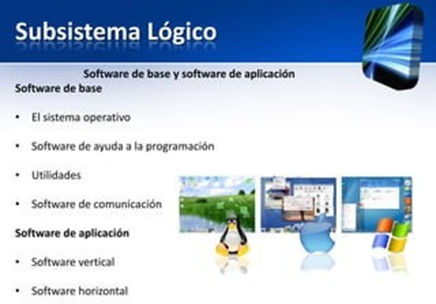 Subsistema Lógico
Software de base y software de aplicación
Software de base
• El sistema operativo
• Software de ayuda a la programación
• Utilidades
• Software de comunicación
Software de aplicación
• Software vertical
• Software horizontal